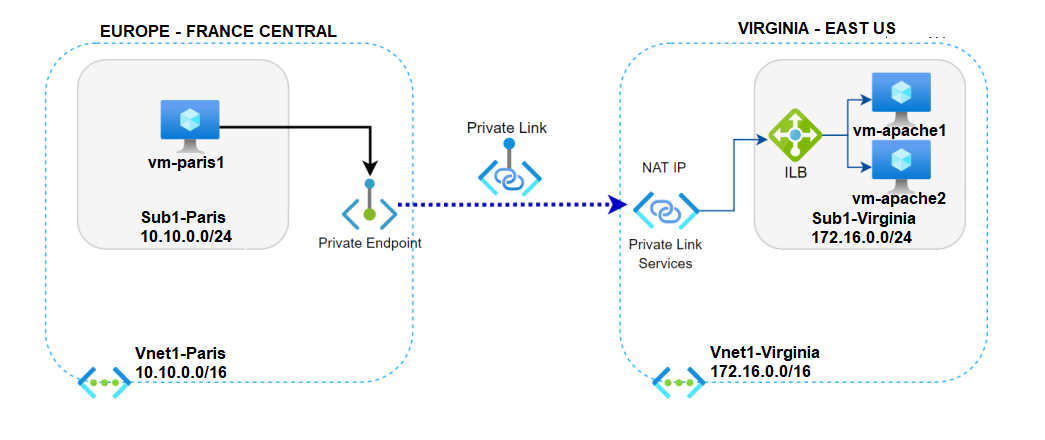 EUROPE - FRANCE CENTRAL
vm-paris1
Sub1-Paris
10.10.0.0/24
Private Endpoint
Vnet1-Paris
10.10.0.0/16
Private Link
VIRGINIA - EAST US
NAT IP
Private Link
Services
ILB
vm-apache1
vm-apache2
Sub1-Virginia
172.16.0.0/24
Vnet1-Virginia
172.16.0.0/16